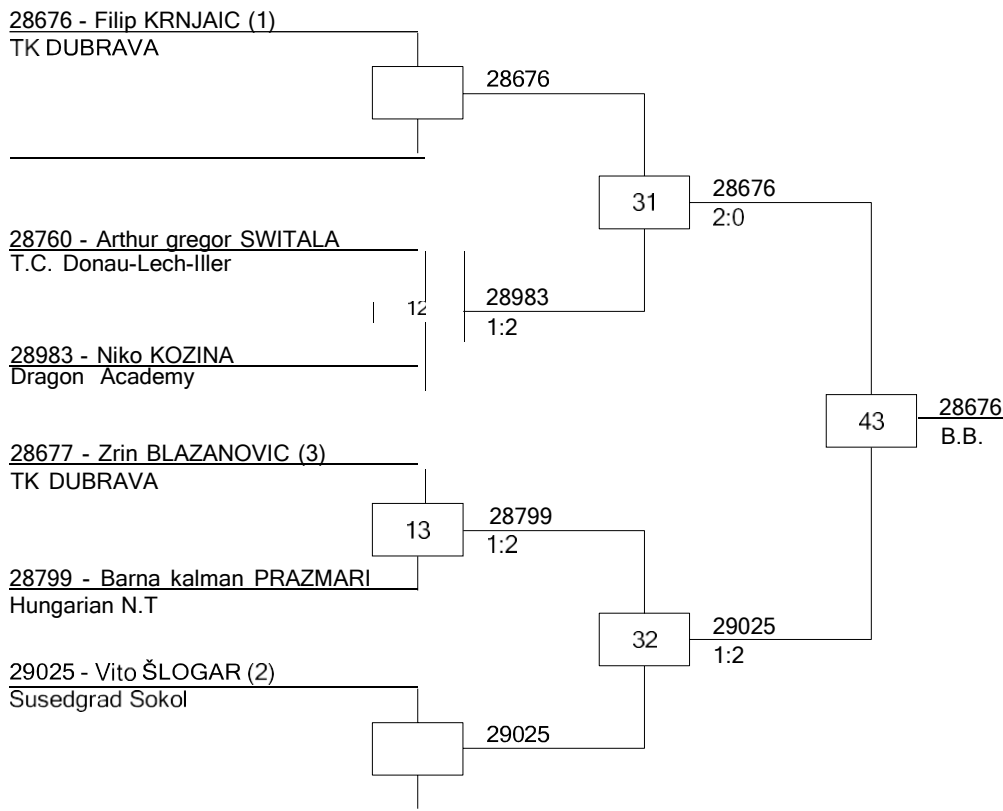 28676 - Filip KRNJAIC (1)
TK DUBRAVA
28676
31
28676
2:0
28760 - Arthur gregor SWITALA
T.C. Donau-Lech-Iller
12
28983
1:2
28983 - Niko KOZINA
Dragon Academy
43
28676
B.B.
28677 - Zrin BLAZANOVIC (3)
TK DUBRAVA
13
28799
1:2
28799 - Barna kalman PRAZMARI
Hungarian N.T
32
29025
1:2
29025 - Vito ŠLOGAR (2)
Susedgrad Sokol
29025